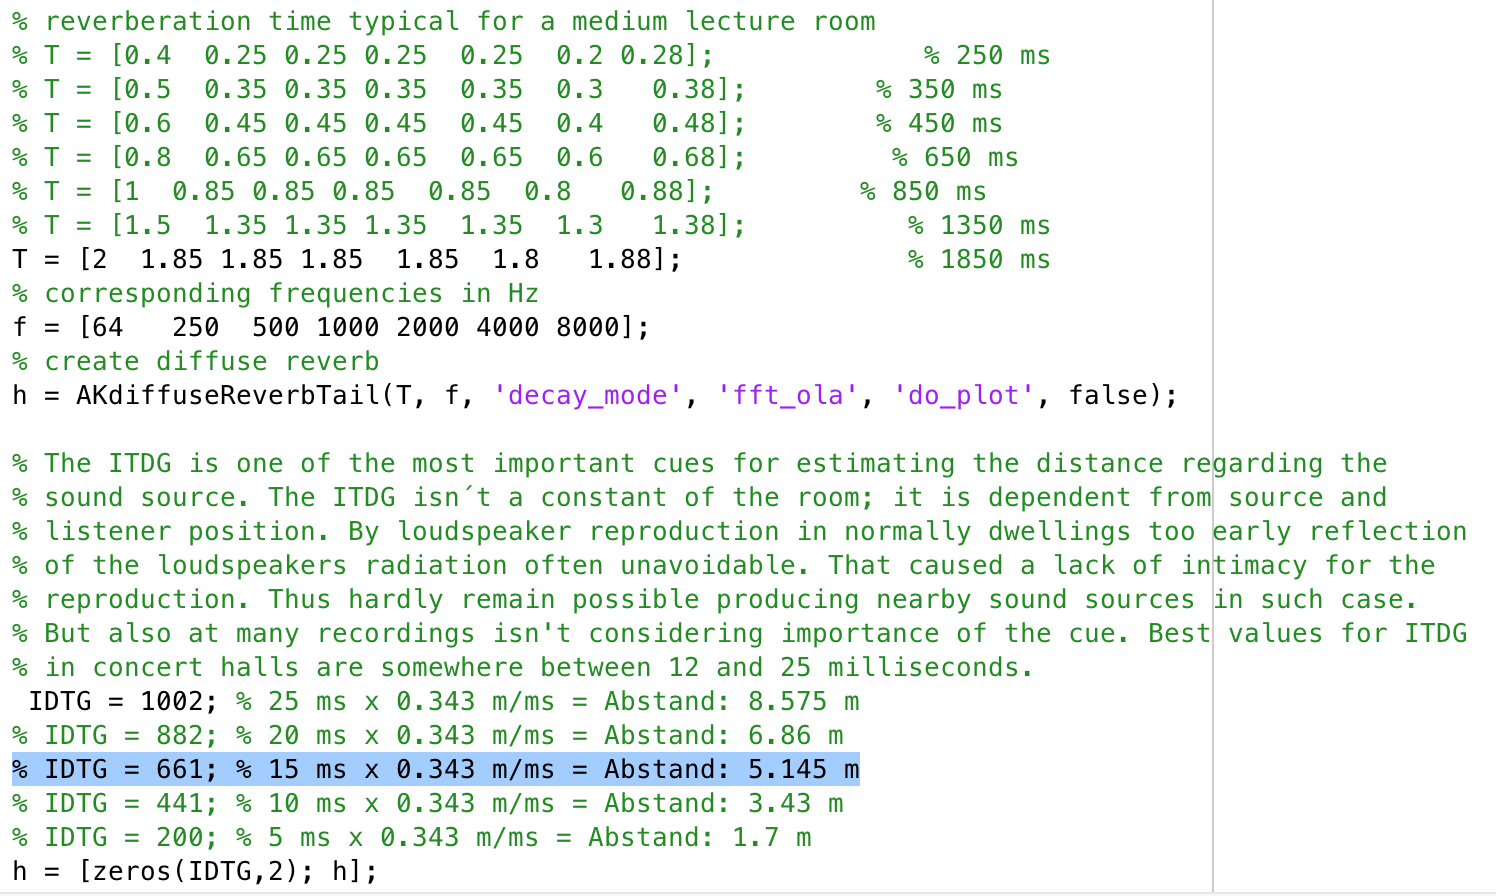 % reverberation time typical for a medium lecture room
% T = [0.4  0.25 0.25 0.25  0.25  0.2 0.28];             % 250 ms
% T = [0.5  0.35 0.35 0.35  0.35  0.3   0.38];        % 350 ms
% T = [0.6  0.45 0.45 0.45  0.45  0.4   0.48];        % 450 ms
% T = [0.8  0.65 0.65 0.65  0.65  0.6   0.68];         % 650 ms
% T = [1  0.85 0.85 0.85  0.85  0.8   0.88];         % 850 ms
% T = [1.5  1.35 1.35 1.35  1.35  1.3   1.38];          % 1350 ms
T = [2  1.85 1.85 1.85  1.85  1.8   1.88];              % 1850 ms
% corresponding frequencies in Hz
f = [64   250  500 1000 2000 4000 8000];
% create diffuse reverb
h = AKdiffuseReverbTail(T, f, 'decay_mode', 'fft_ola', 'do_plot', false);

% The ITDG is one of the most important cues for estimating the distance regarding the
% sound source. The ITDG isn´t a constant of the room; it is dependent from source and
% listener position. By loudspeaker reproduction in normally dwellings too early reflection
% of the loudspeakers radiation often unavoidable. That caused a lack of intimacy for the
% reproduction. Thus hardly remain possible producing nearby sound sources in such case.
% But also at many recordings isn't considering importance of the cue. Best values for ITDG
% in concert halls are somewhere between 12 and 25 milliseconds.
 IDTG = 1002; % 25 ms x 0.343 m/ms = Abstand: 8.575 m
% IDTG = 882; % 20 ms x 0.343 m/ms = Abstand: 6.86 m
% IDTG = 661; % 15 ms x 0.343 m/ms = Abstand: 5.145 m
% IDTG = 441; % 10 ms x 0.343 m/ms = Abstand: 3.43 m
% IDTG = 200; % 5 ms x 0.343 m/ms = Abstand: 1.7 m
h = [zeros(IDTG,2); h];